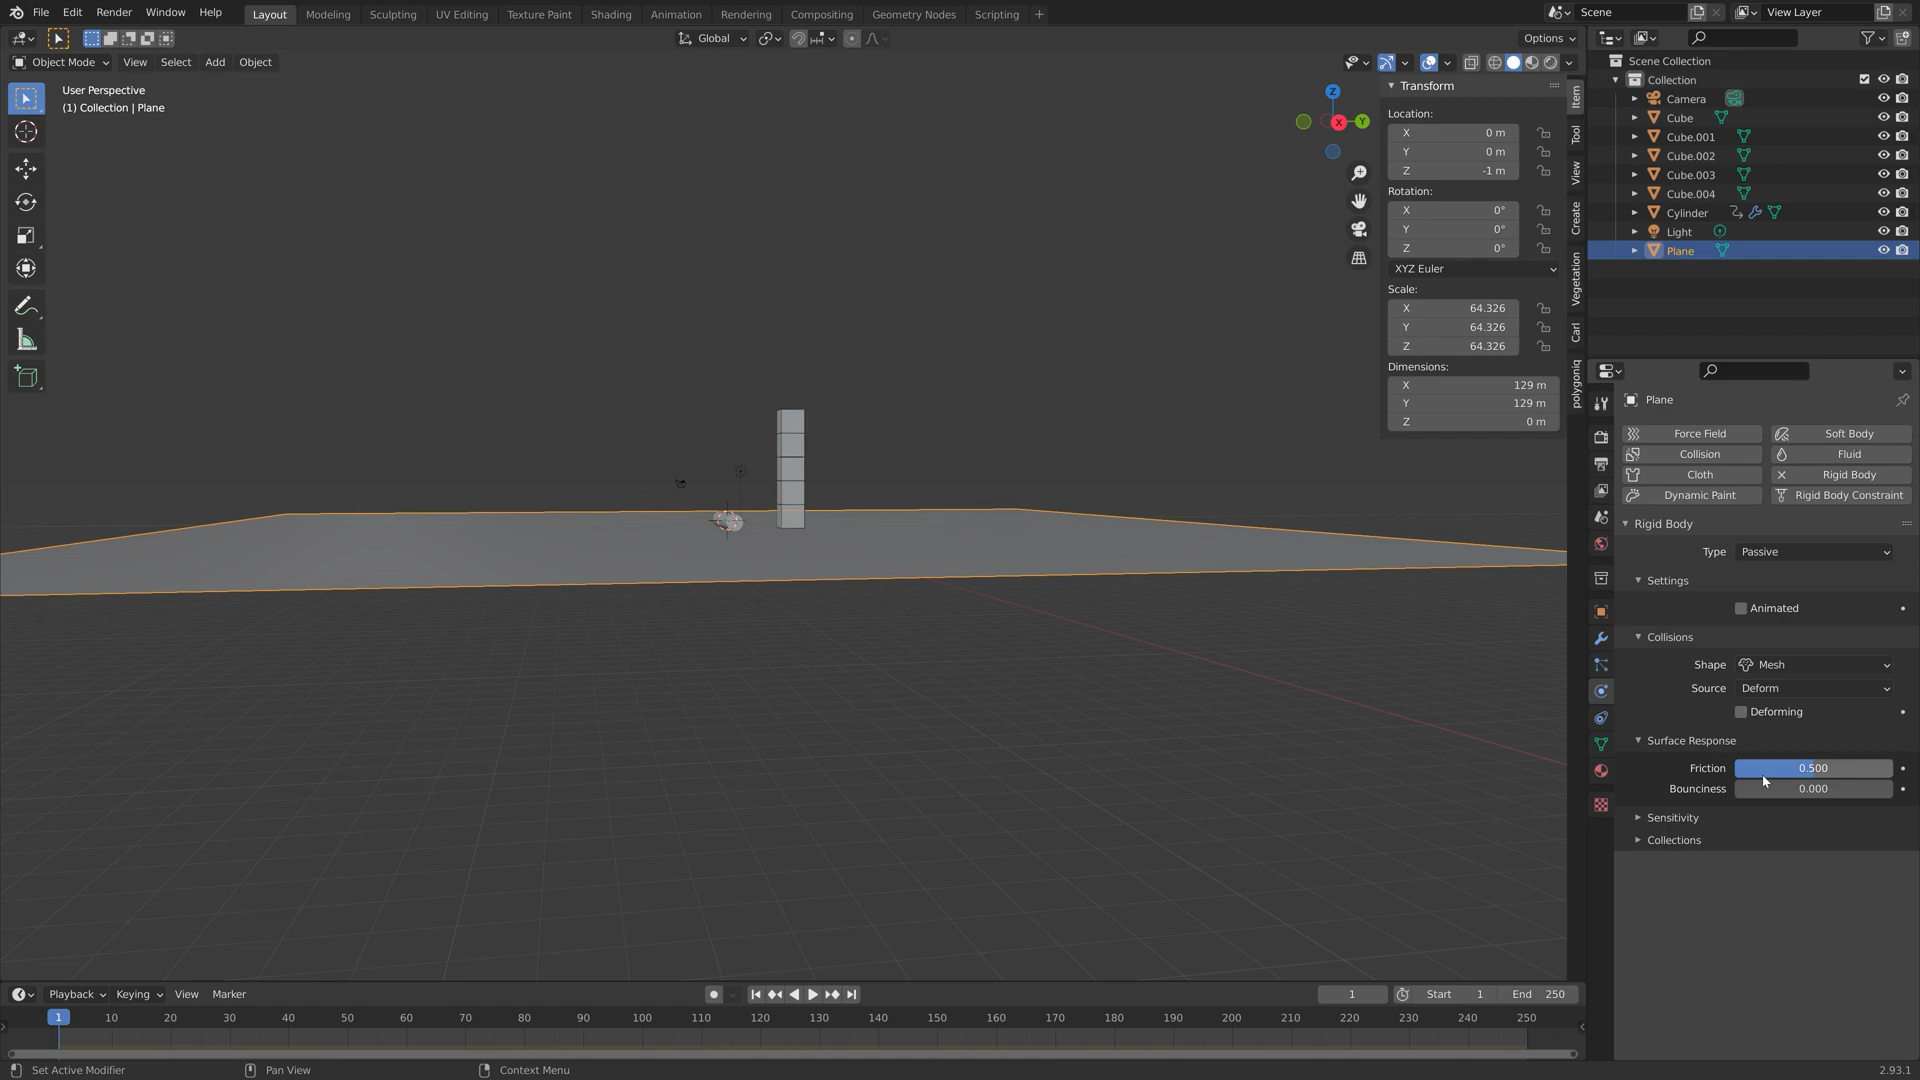 File Edit Render Window Help Layout Modeling Sculpting UV Editing Texture Paint Shading Animation Rendering Compositing Geometry Nodes Scripting + Scene View Layer
Global Options
Object Mode View Select Add Object
User Perspective
(1) Collection | Plane
Z
X
Y
Transform
Location:
X 0 m
Y 0 m
Z -1 m
Rotation:
X 0°
Y 0°
Z 0°
XYZ Euler
Scale:
X 64.326
Y 64.326
Z 64.326
Dimensions:
X 129 m
Y 129 m
Z 0 m
Item
Tool
View
Create
Vegetation
Carl
polygoniq
Scene Collection
Collection
Camera
Cube
Cube.001
Cube.002
Cube.003
Cube.004
Cylinder
Light
Plane
Plane
Force Field Soft Body
Collision Fluid
Cloth Rigid Body
Dynamic Paint Rigid Body Constraint
Rigid Body
Type Passive
Settings
Animated
Collisions
Shape Mesh
Source Deform
Deforming
Surface Response
Friction 0.500
Bounciness 0.000
Sensitivity
Collections
Playback Keying View Marker 1 Start 1 End 250
1 10 20 30 40 50 60 70 80 90 100 110 120 130 140 150 160 170 180 190 200 210 220 230 240 250
Set Active Modifier Pan View Context Menu 2.93.1